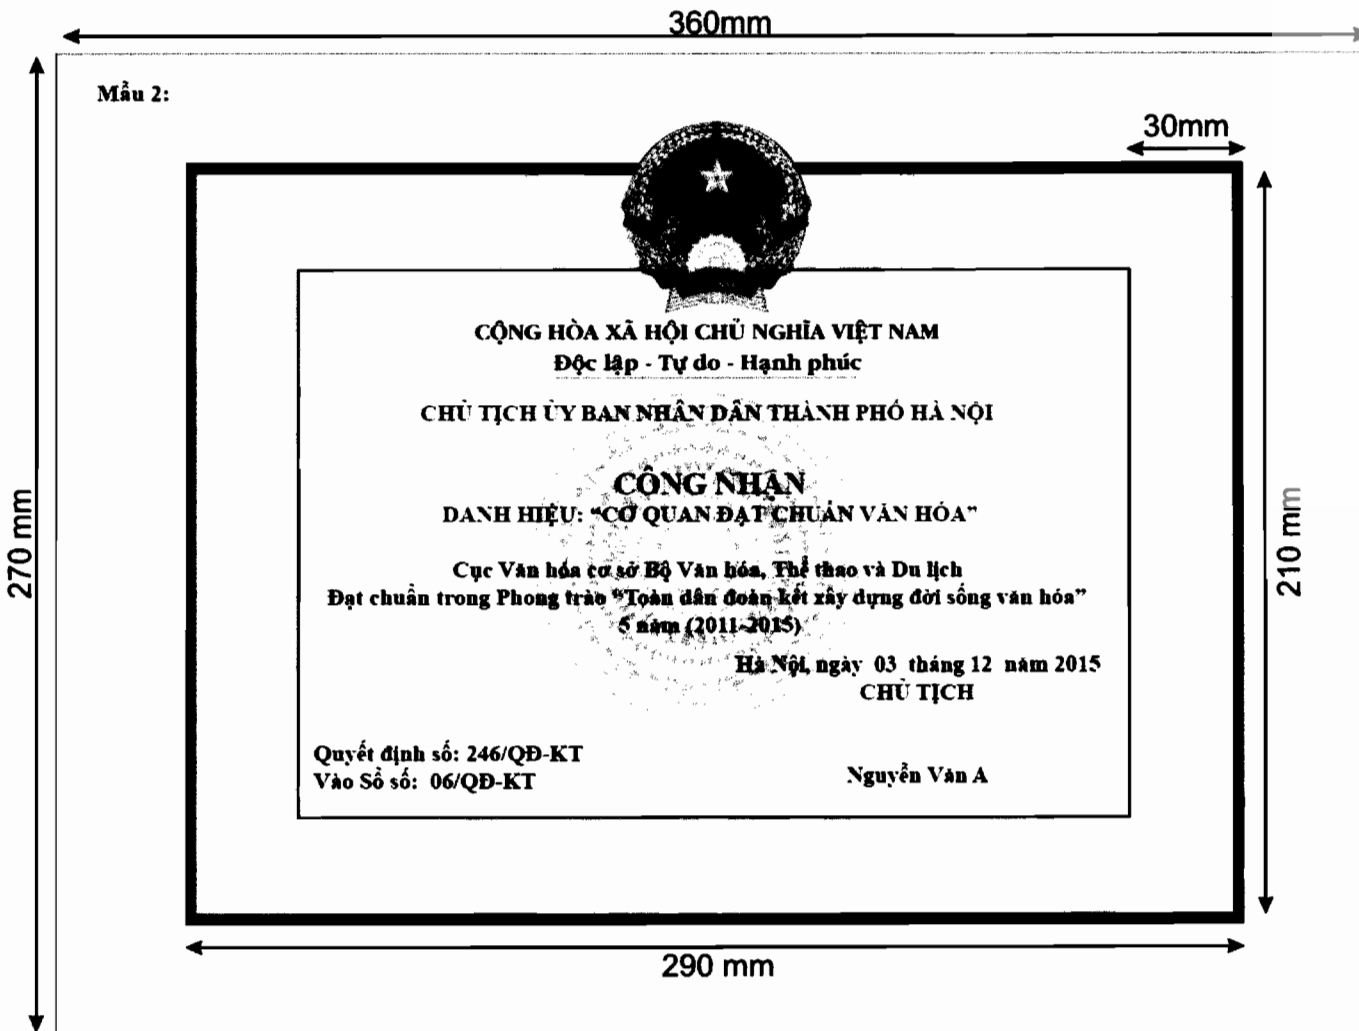 360mm
Mẫu 2:
30mm
CỘNG HÒA XÃ HỘI CHỦ NGHĨA VIỆT NAM
Độc lập - Tự do - Hạnh phúc
CHỦ TỊCH ỦY BAN NHÂN DÂN THÀNH PHỐ HÀ NỘI
CÔNG NHẬN
DANH HIỆU: “CƠ QUAN ĐẠT CHUẨN VĂN HÓA”
Cục Văn hóa cơ sở Bộ Văn hóa, Thể thao và Du lịch
Đạt chuẩn trong Phong trào “Toàn dân đoàn kết xây dựng đời sống văn hóa”
5 năm (2011-2015)
Hà Nội, ngày 03 tháng 12 năm 2015
CHỦ TỊCH
Quyết định số: 246/QĐ-KT
Vào Sổ số: 06/QĐ-KT
Nguyễn Văn A
270 mm
210 mm
290 mm